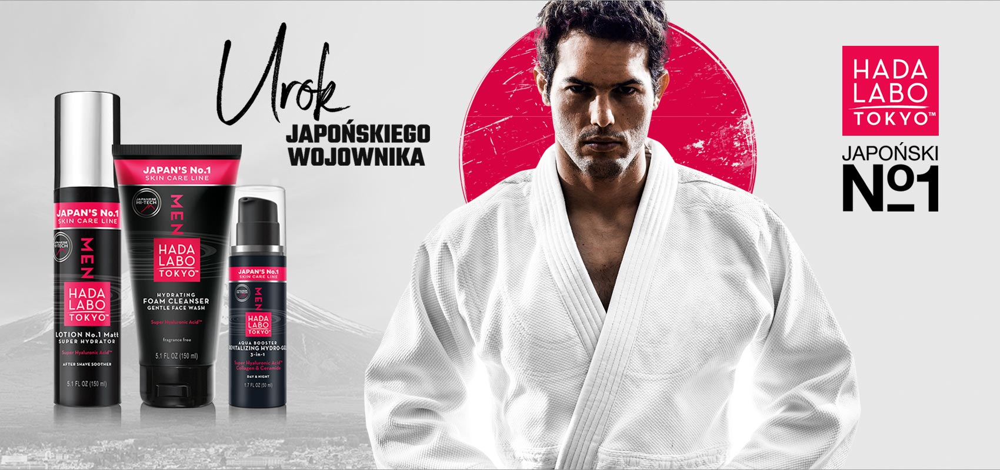 Urok
JAPOŃSKIEGO
WOJOWNIKA
HADA
LABO
TOKYO™
JAPOŃSKI
№1
JAPAN'S No.1
SKIN CARE LINE
JAPANESE
HI-TECH
MEN
HADA
LABO
TOKYO™
LOTION No.1 Matt
SUPER HYDRATOR
Super Hyaluronic Acid™
AFTER SHAVE SOOTHER
5.1 FL OZ (150 ml)
JAPAN'S No.1
SKIN CARE LINE
JAPANESE
HI-TECH
MEN
HADA
LABO
TOKYO™
HYDRATING
FOAM CLEANSER
GENTLE FACE WASH
Super Hyaluronic Acid™
fragrance free
5.1 FL OZ (150 ml)
JAPAN'S No.1
SKIN CARE LINE
JAPANESE
HI-TECH
MEN
HADA
LABO
TOKYO™
AQUA BOOSTER
REVITALIZING HYDRO-GEL
3-in-1
Super Hyaluronic Acid™
Collagen & Ceramide
DAY & NIGHT
1.7 FL OZ (50 ml)